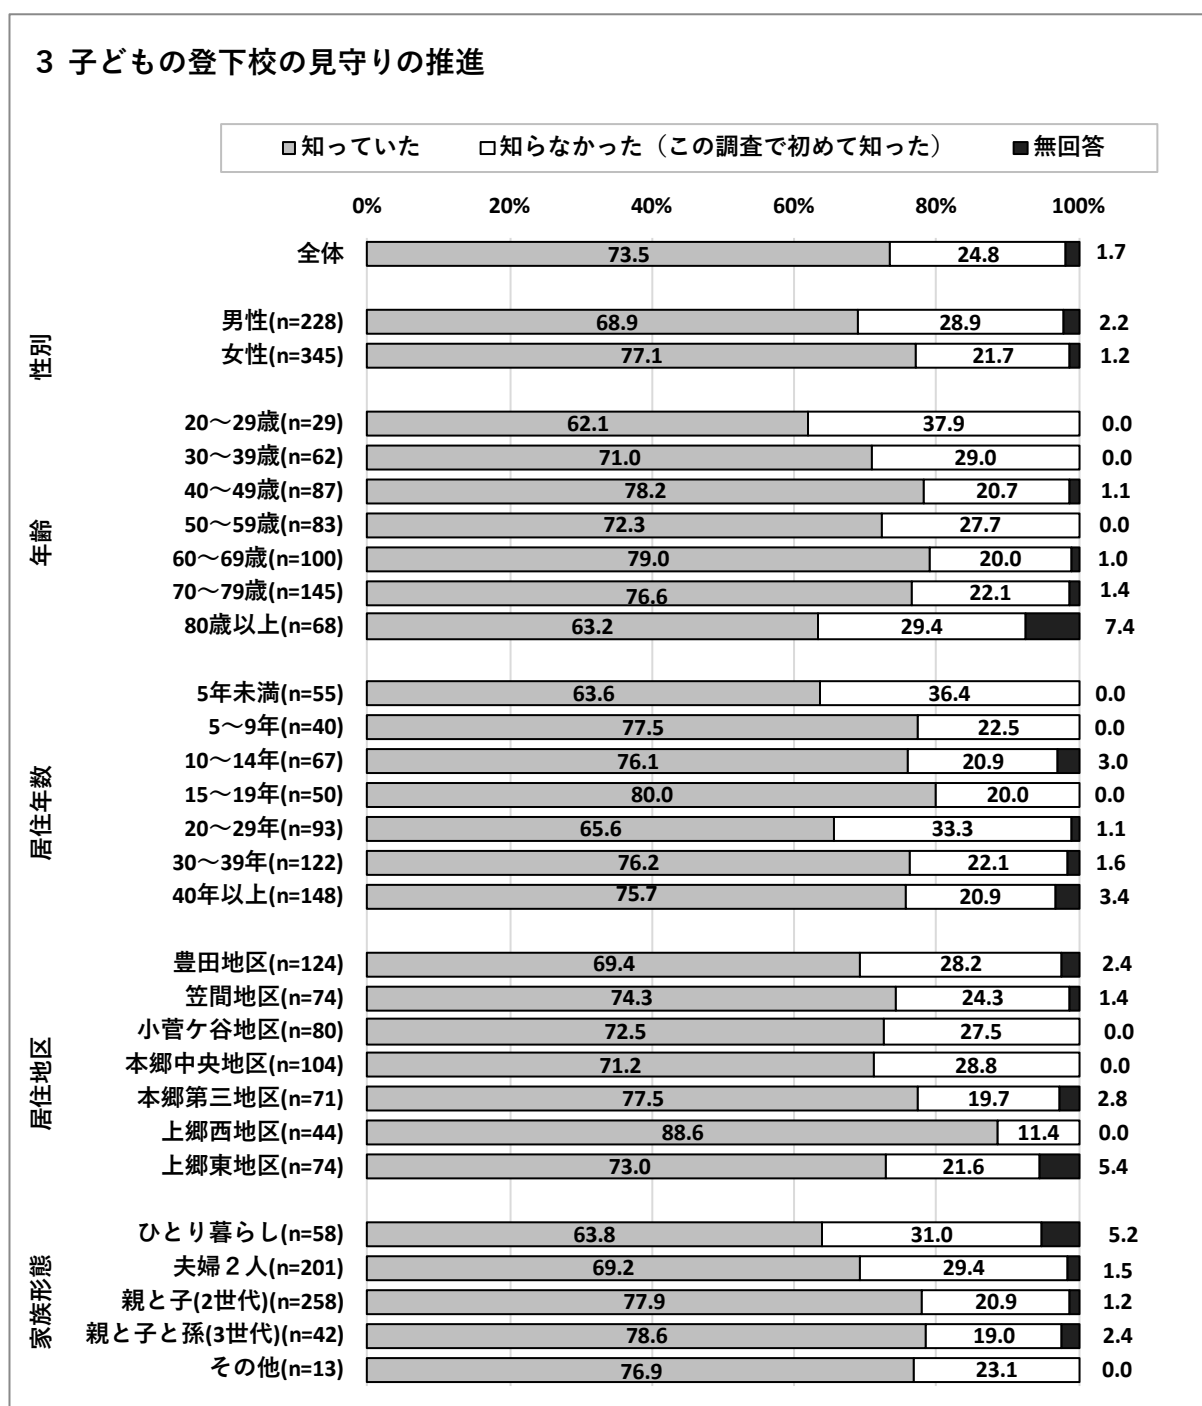 3 子どもの登下校の見守りの推進
知っていた 知らなかった（この調査で初めて知った） 無回答
0% 20% 40% 60% 80% 100%
全体 73.5 24.8 1.7
性別
男性(n=228) 68.9 28.9 2.2
女性(n=345) 77.1 21.7 1.2
年齢
20～29歳(n=29) 62.1 37.9 0.0
30～39歳(n=62) 71.0 29.0 0.0
40～49歳(n=87) 78.2 20.7 1.1
50～59歳(n=83) 72.3 27.7 0.0
60～69歳(n=100) 79.0 20.0 1.0
70～79歳(n=145) 76.6 22.1 1.4
80歳以上(n=68) 63.2 29.4 7.4
居住年数
5年未満(n=55) 63.6 36.4 0.0
5～9年(n=40) 77.5 22.5 0.0
10～14年(n=67) 76.1 20.9 3.0
15～19年(n=50) 80.0 20.0 0.0
20～29年(n=93) 65.6 33.3 1.1
30～39年(n=122) 76.2 22.1 1.6
40年以上(n=148) 75.7 20.9 3.4
居住地区
豊田地区(n=124) 69.4 28.2 2.4
笠間地区(n=74) 74.3 24.3 1.4
小菅ケ谷地区(n=80) 72.5 27.5 0.0
本郷中央地区(n=104) 71.2 28.8 0.0
本郷第三地区(n=71) 77.5 19.7 2.8
上郷西地区(n=44) 88.6 11.4 0.0
上郷東地区(n=74) 73.0 21.6 5.4
家族形態
ひとり暮らし(n=58) 63.8 31.0 5.2
夫婦２人(n=201) 69.2 29.4 1.5
親と子(2世代)(n=258) 77.9 20.9 1.2
親と子と孫(3世代)(n=42) 78.6 19.0 2.4
その他(n=13) 76.9 23.1 0.0